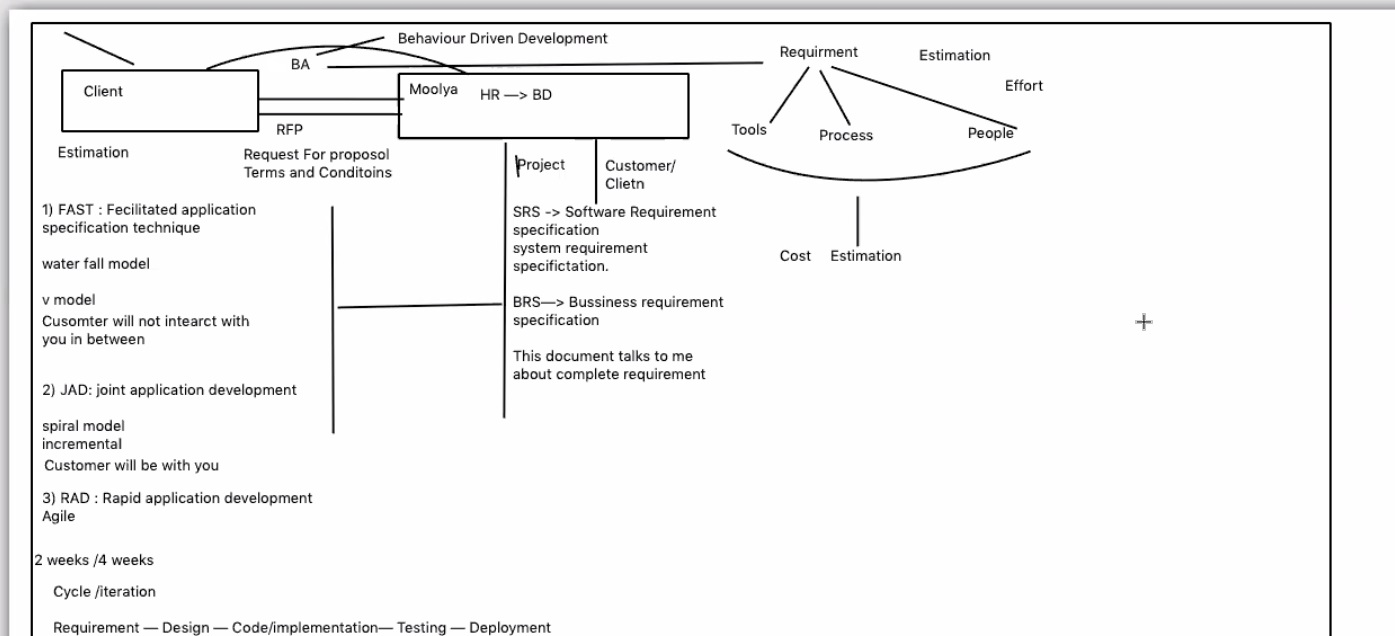 Behaviour Driven Development
BA
Client
Moolya
HR —> BD
RFP
Estimation
Request For proposol
Terms and Conditoins
Project
Customer/
Clietn
Requirment
Estimation
Effort
Tools
Process
People
Cost
Estimation
1) FAST : Fecilitated application
specification technique
water fall model
v model
Cusomter will not intearct with
you in between
2) JAD: joint application development
spiral model
incremental
Customer will be with you
3) RAD : Rapid application development
Agile
2 weeks /4 weeks
Cycle /iteration
Requirement — Design — Code/implementation— Testing — Deployment
SRS -> Software Requirement
specification
system requirement
specifictation.
BRS—> Bussiness requirement
specification
This document talks to me
about complete requirement